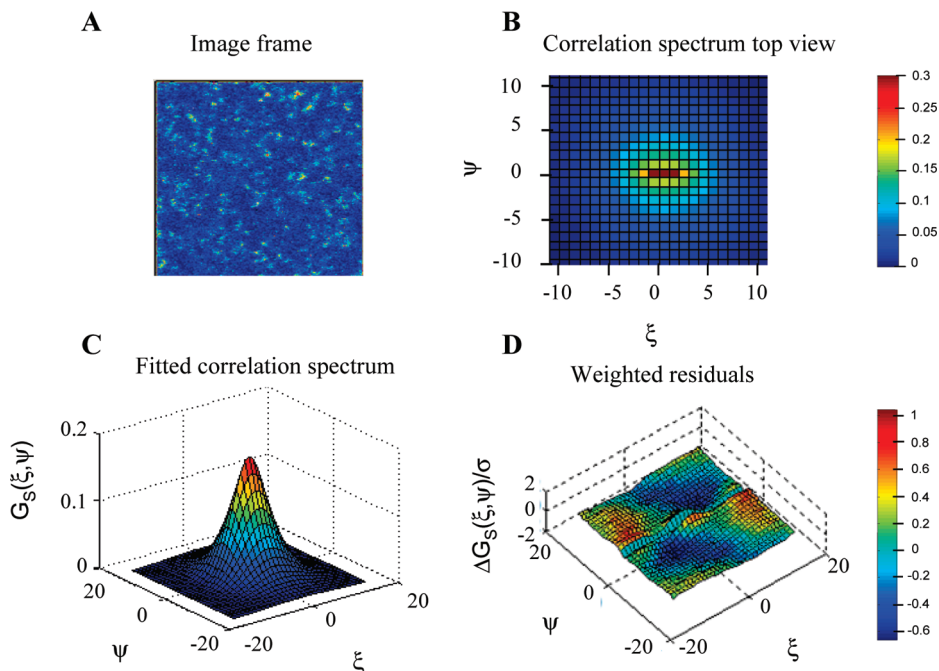 A
Image frame
B
Correlation spectrum top view
10
5
0
-5
-10
ψ
-10
-5
0
5
10
ξ
0.3
0.25
0.2
0.15
0.1
0.05
0
C
Fitted correlation spectrum
0.2
0.1
0
G_S(ξ,ψ)
20
0
-20
ψ
-20
0
20
ξ
D
Weighted residuals
2
0
-2
ΔG_S(ξ,ψ)/σ
20
0
-20
ψ
-20
0
20
ξ
1
0.8
0.6
0.4
0.2
0
-0.2
-0.4
-0.6